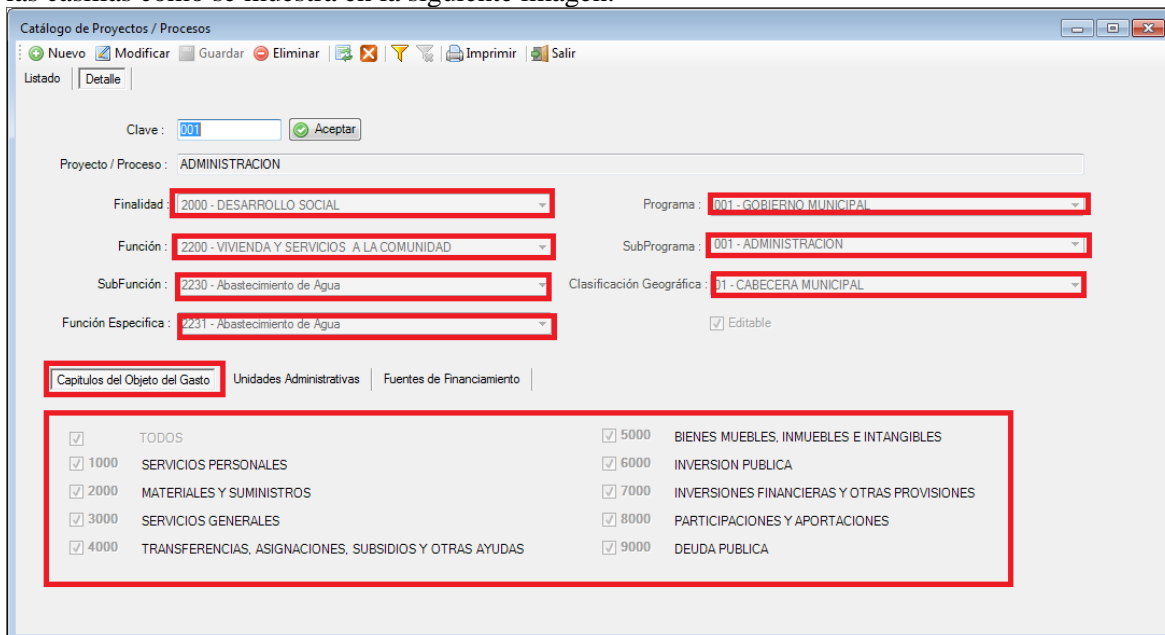 las casillas como se muestra en la siguiente imagen:
Catálogo de Proyectos / Procesos
Nuevo Modificar Guardar Eliminar Imprimir Salir
Listado Detalle
Clave : 001 Aceptar
Proyecto / Proceso : ADMINISTRACION
Finalidad : 2000 - DESARROLLO SOCIAL Programa : 001 - GOBIERNO MUNICIPAL
Función : 2200 - VIVIENDA Y SERVICIOS A LA COMUNIDAD SubPrograma : 001 - ADMINISTRACION
SubFunción : 2230 - Abastecimiento de Agua Clasificación Geográfica : 01 - CABECERA MUNICIPAL
Función Especifica : 2231 - Abastecimiento de Agua Editable
Capitulos del Objeto del Gasto Unidades Administrativas Fuentes de Financiamiento
TODOS 5000 BIENES MUEBLES, INMUEBLES E INTANGIBLES
1000 SERVICIOS PERSONALES 6000 INVERSION PUBLICA
2000 MATERIALES Y SUMINISTROS 7000 INVERSIONES FINANCIERAS Y OTRAS PROVISIONES
3000 SERVICIOS GENERALES 8000 PARTICIPACIONES Y APORTACIONES
4000 TRANSFERENCIAS, ASIGNACIONES, SUBSIDIOS Y OTRAS AYUDAS 9000 DEUDA PUBLICA